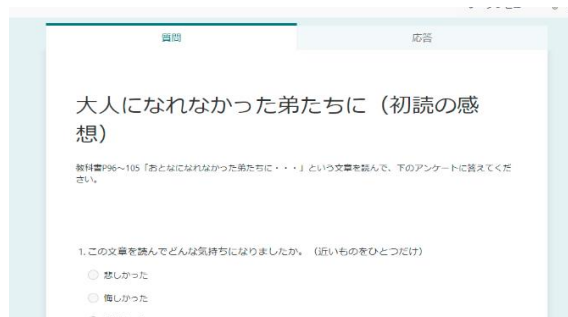 質問
応答
大人になれなかった弟たちに（初読の感
想）
教科書P96～105「おとなになれなかった弟たちに・・・」という文章を読んで、下のアンケートに答えてくだ
さい。
1. この文章を読んでどんな気持ちになりましたか。（近いものをひとつだけ）
悲しかった
悔しかった